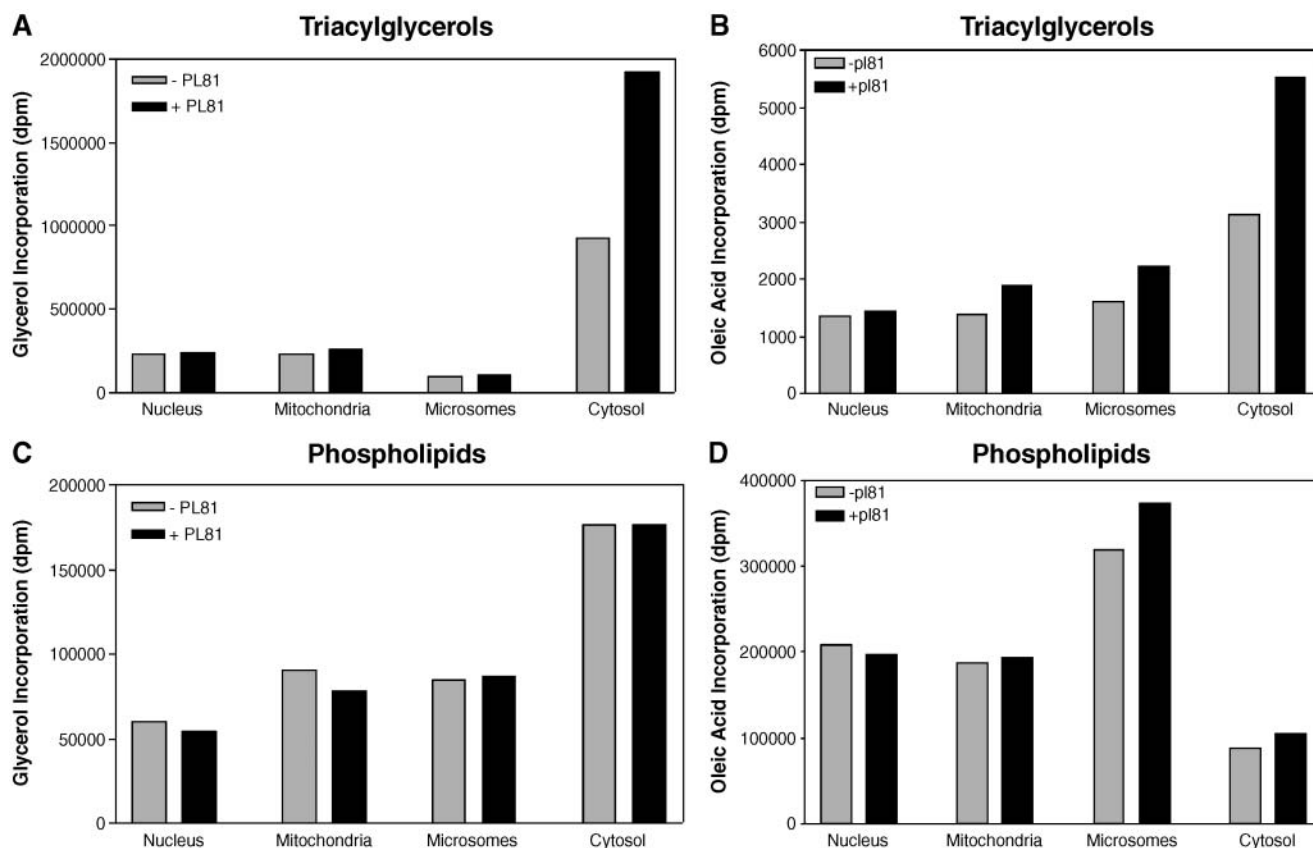 A
Triacylglycerols
Glycerol Incorporation (dpm)
2000000
1500000
1000000
500000
0
- PL81
+ PL81
Nucleus Mitochondria Microsomes Cytosol
B
Triacylglycerols
Oleic Acid Incorporation (dpm)
6000
5000
4000
3000
2000
1000
0
-pl81
+pl81
Nucleus Mitochondria Microsomes Cytosol
C
Phospholipids
Glycerol Incorporation (dpm)
200000
150000
100000
50000
0
- PL81
+ PL81
Nucleus Mitochondria Microsomes Cytosol
D
Phospholipids
Oleic Acid Incorporation (dpm)
400000
300000
200000
100000
0
-pl81
+pl81
Nucleus Mitochondria Microsomes Cytosol